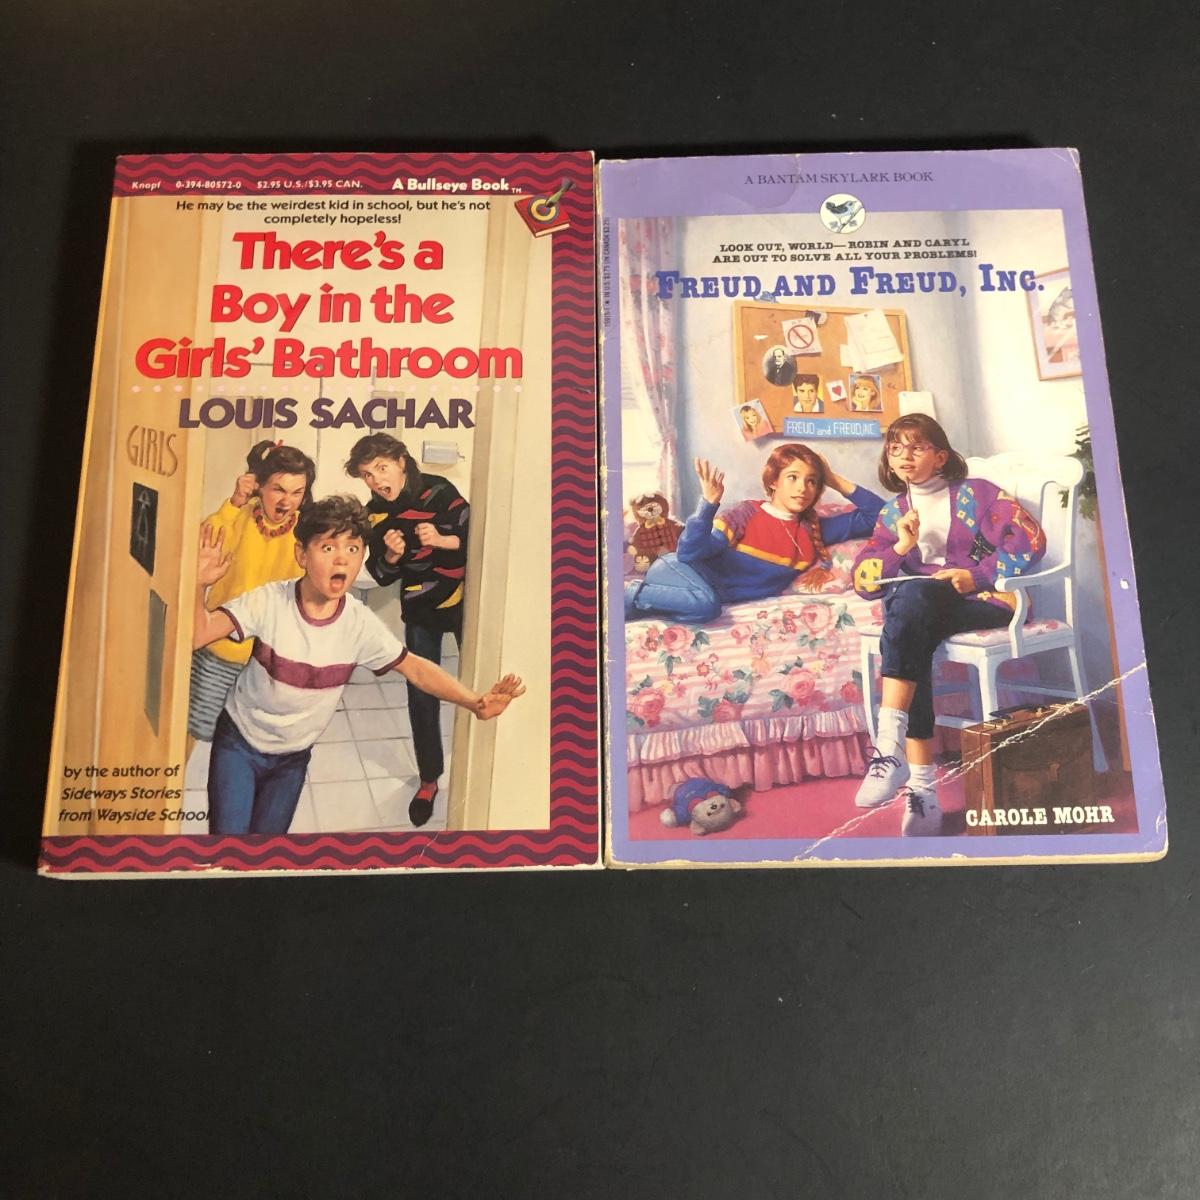 Knopf 0-394-80572-0 $2.95 U.S./$3.95 CAN. A Bullseye Book TM
He may be the weirdest kid in school, but he's not
completely hopeless!
There's a
Boy in the
Girls' Bathroom
LOUIS SACHAR
GIRLS
by the author of
Sideways Stories
from Wayside School
A BANTAM SKYLARK BOOK
LOOK OUT, WORLD—ROBIN AND CARYL
ARE OUT TO SOLVE ALL YOUR PROBLEMS!
FREUD AND FREUD, INC.
FREUD and FREUD, INC.
CAROLE MOHR